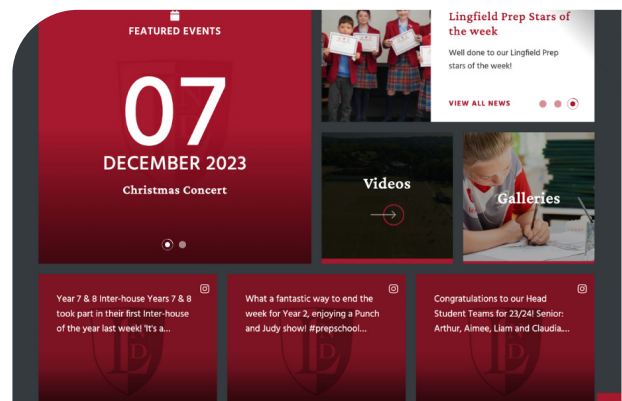 FEATURED EVENTS
07
DECEMBER 2023
Christmas Concert
Lingfield Prep Stars of
the week
Well done to our Lingfield Prep
stars of the week!
VIEW ALL NEWS
Videos
Galleries
Year 7 & 8 Inter-house Years 7 & 8
took part in their first Inter-house
of the year last week! 'It's a...
What a fantastic way to end the
week for Year 2, enjoying a Punch
and Judy show! #prepschool...
Congratulations to our Head
Student Teams for 23/24! Senior:
Arthur, Aimee, Liam and Claudia....